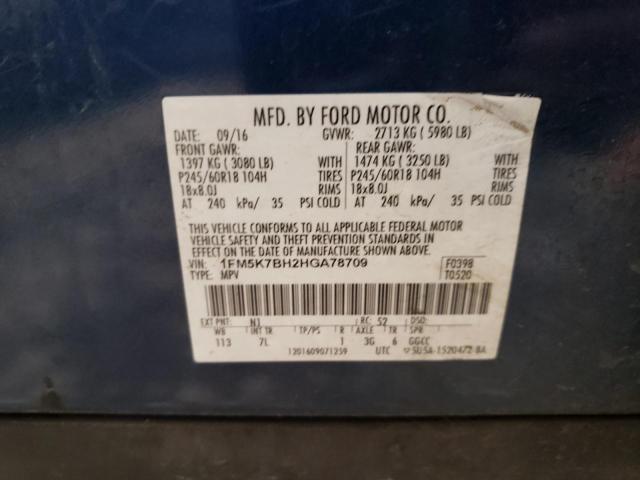 MFD. BY FORD MOTOR CO.
DATE: 09/16 GVWR: 2713 KG ( 5980 LB)
FRONT GAWR: REAR GAWR:
1397 KG ( 3080 LB) WITH 1474 KG ( 3250 LB) WITH
P245/60R18 104H TIRES P245/60R18 104H TIRES
18x8.0J RIMS 18x8.0J RIMS
AT 240 kPa/ 35 PSI COLD AT 240 kPa/ 35 PSI COLD
THIS VEHICLE CONFORMS TO ALL APPLICABLE FEDERAL MOTOR
VEHICLE SAFETY AND THEFT PREVENTION STANDARDS IN
EFFECT ON THE DATE OF MANUFACTURE SHOWN ABOVE.
VIN: 1FM5K7BH2HGA78709 F0398
TYPE: MPV T0520
EXT PNT: N1 RC: 52 DSO:
WB INT TR TP/PS R AXLE TR SPR
113 7L 1 3G 6 GGCC
1201609071259 UTC 5U5A-1520472-BA